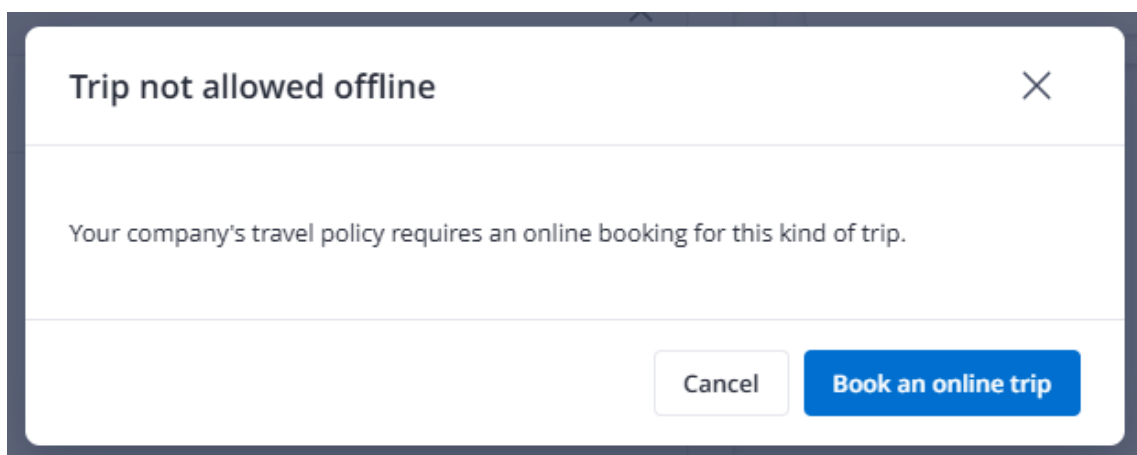 Trip not allowed offline
Your company's travel policy requires an online booking for this kind of trip.
Cancel
Book an online trip